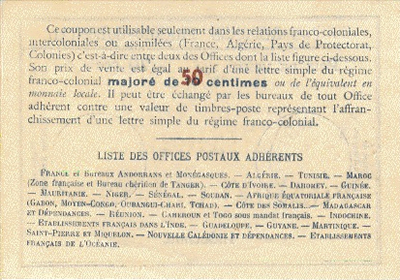 Ce coupon est utilisable seulement dans les relations franco-coloniales,
intercoloniales ou assimilées (France, Algérie, Pays de Protectorat,
Colonies) c'est-à-dire entre deux des Offices dont la liste figure ci-dessous.
Son prix de vente est égal au tarif d'une lettre simple du régime
franco-colonial majoré de 50 centimes ou de l'équivalent en
monnaie locale. Il peut être échangé par les bureaux de tout Office
adhérent contre une valeur de timbres-poste représentant l'affran-
chissement d'une lettre simple du régime franco-colonial.
LISTE DES OFFICES POSTAUX ADHÉRENTS
France et Bureaux Andorrans et Monégasques. — Algérie. — Tunisie. — Maroc
(Zone française et Bureau chérifien de Tanger). — Côte d'Ivoire. — Dahomey. — Guinée.
— Mauritanie. — Niger. — Sénégal. — Soudan. — Afrique Équatoriale française
(Gabon, Moyen-Congo, Oubangui-Chari, Tchad). — Côte des Somalis. — Madagascar
et Dépendances. — Réunion. — Cameroun et Togo sous mandat français. — Indochine.
— Etablissements français dans l'Inde. — Guadeloupe. — Guyane. — Martinique. —
Saint-Pierre et Miquelon. — Nouvelle Calédonie et dépendances. — Etablissements
français de l'Océanie.